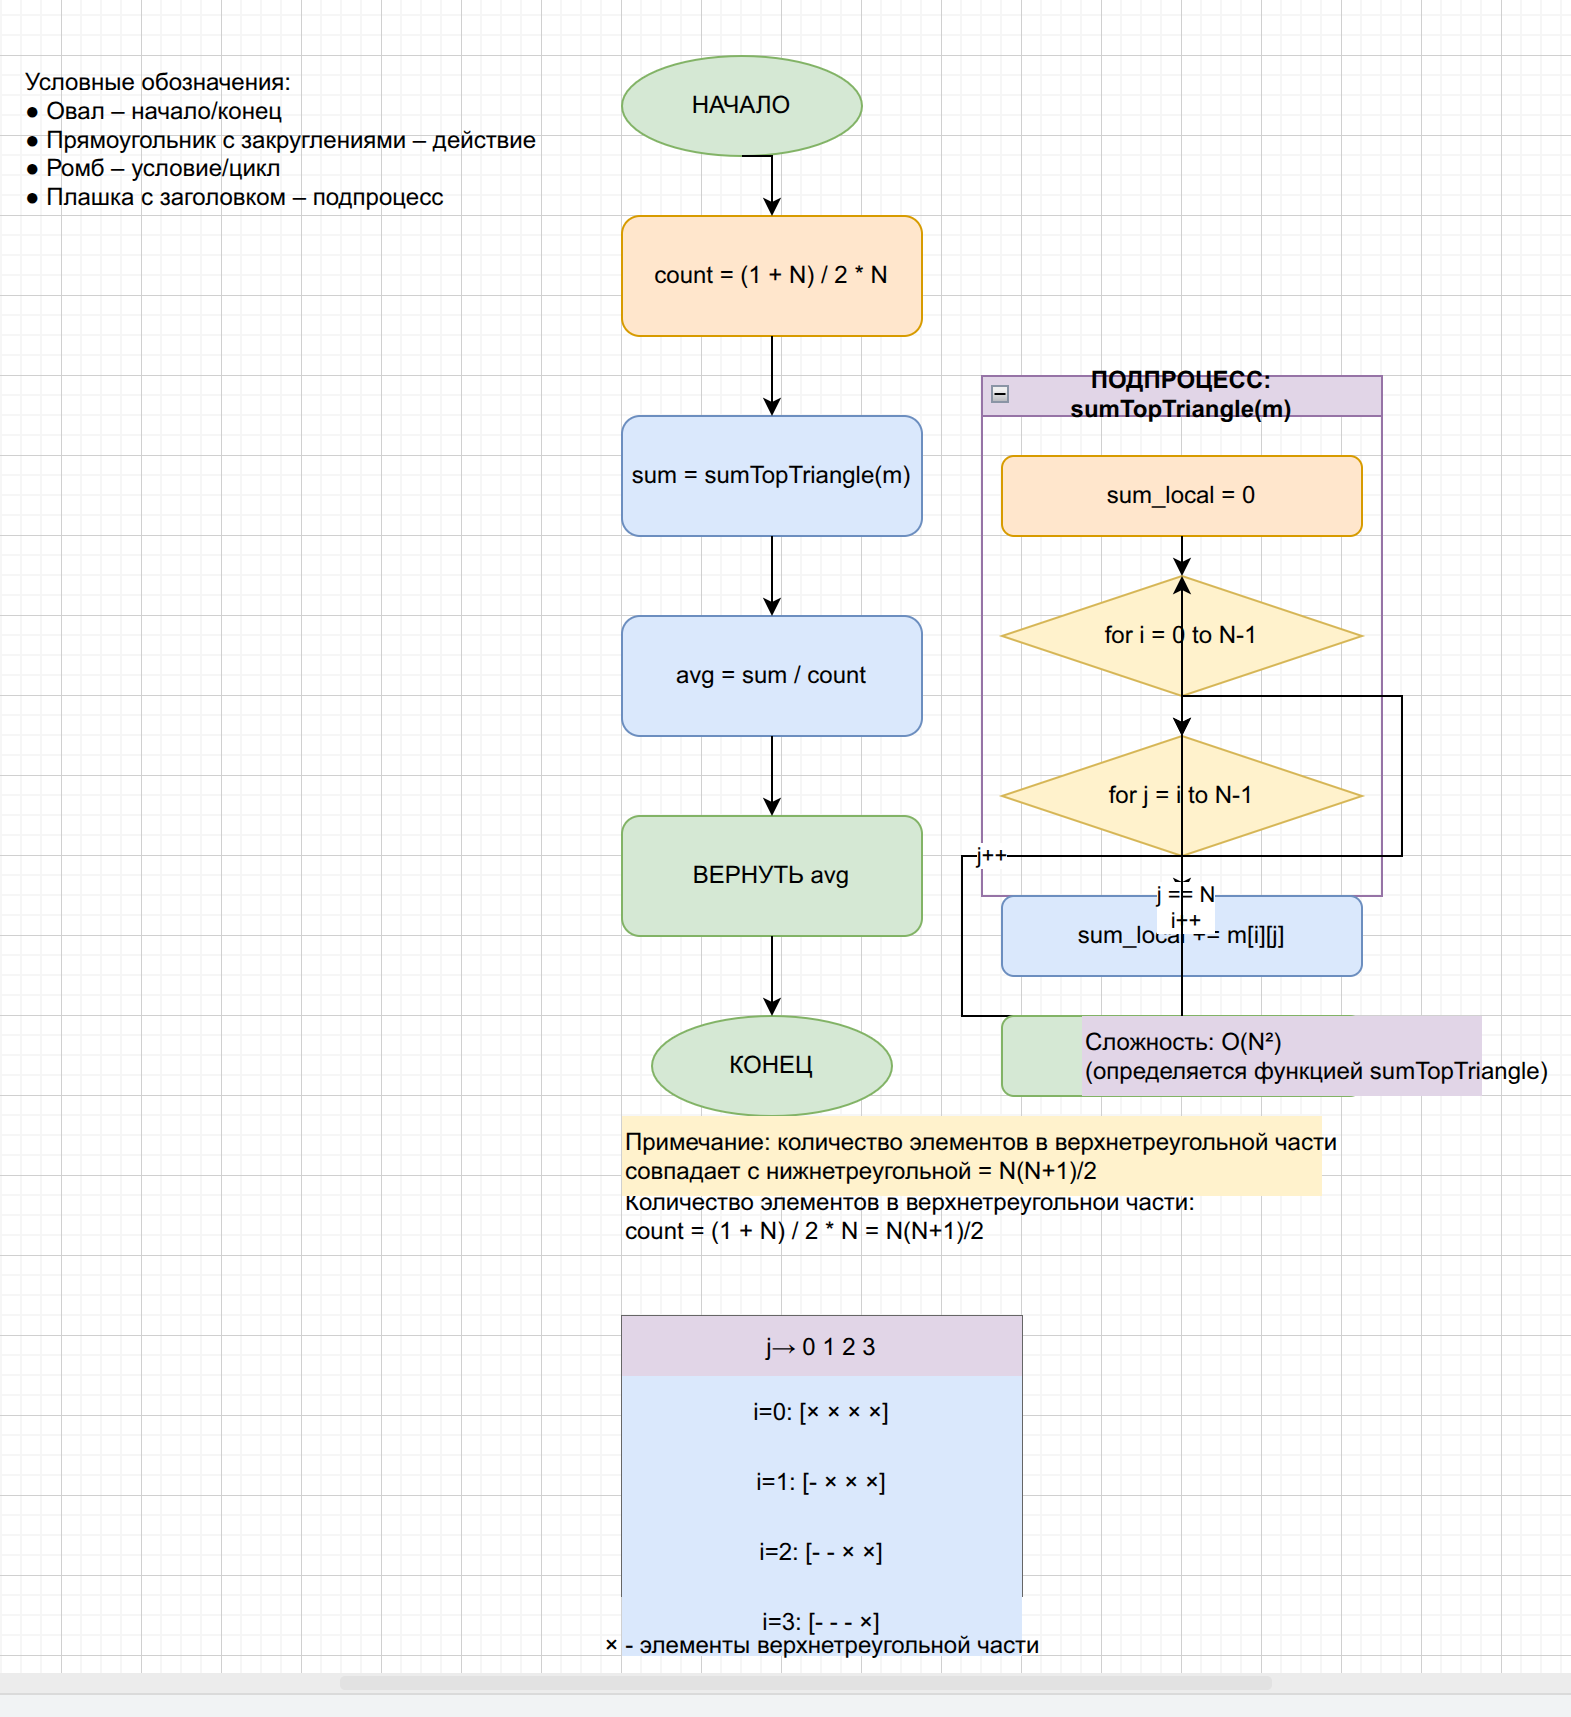 Условные обозначения:
● Овал – начало/конец
● Прямоугольник с закруглениями – действие
● Ромб – условие/цикл
● Плашка с заголовком – подпроцесс
НАЧАЛО
count = (1 + N) / 2 * N
sum = sumTopTriangle(m)
avg = sum / count
ВЕРНУТЬ avg
КОНЕЦ
ПОДПРОЦЕСС:
sumTopTriangle(m)
sum_local = 0
for i = 0 to N-1
for j = i to N-1
j++
j == N
i++
sum_local += m[i][j]
Сложность: O(N²)
(определяется функцией sumTopTriangle)
Примечание: количество элементов в верхнетреугольной части
совпадает с нижнетреугольной = N(N+1)/2
Количество элементов в верхнетреугольной части:
count = (1 + N) / 2 * N = N(N+1)/2
j→ 0 1 2 3
i=0: [× × × ×]
i=1: [- × × ×]
i=2: [- - × ×]
i=3: [- - - ×]
× - элементы верхнетреугольной части